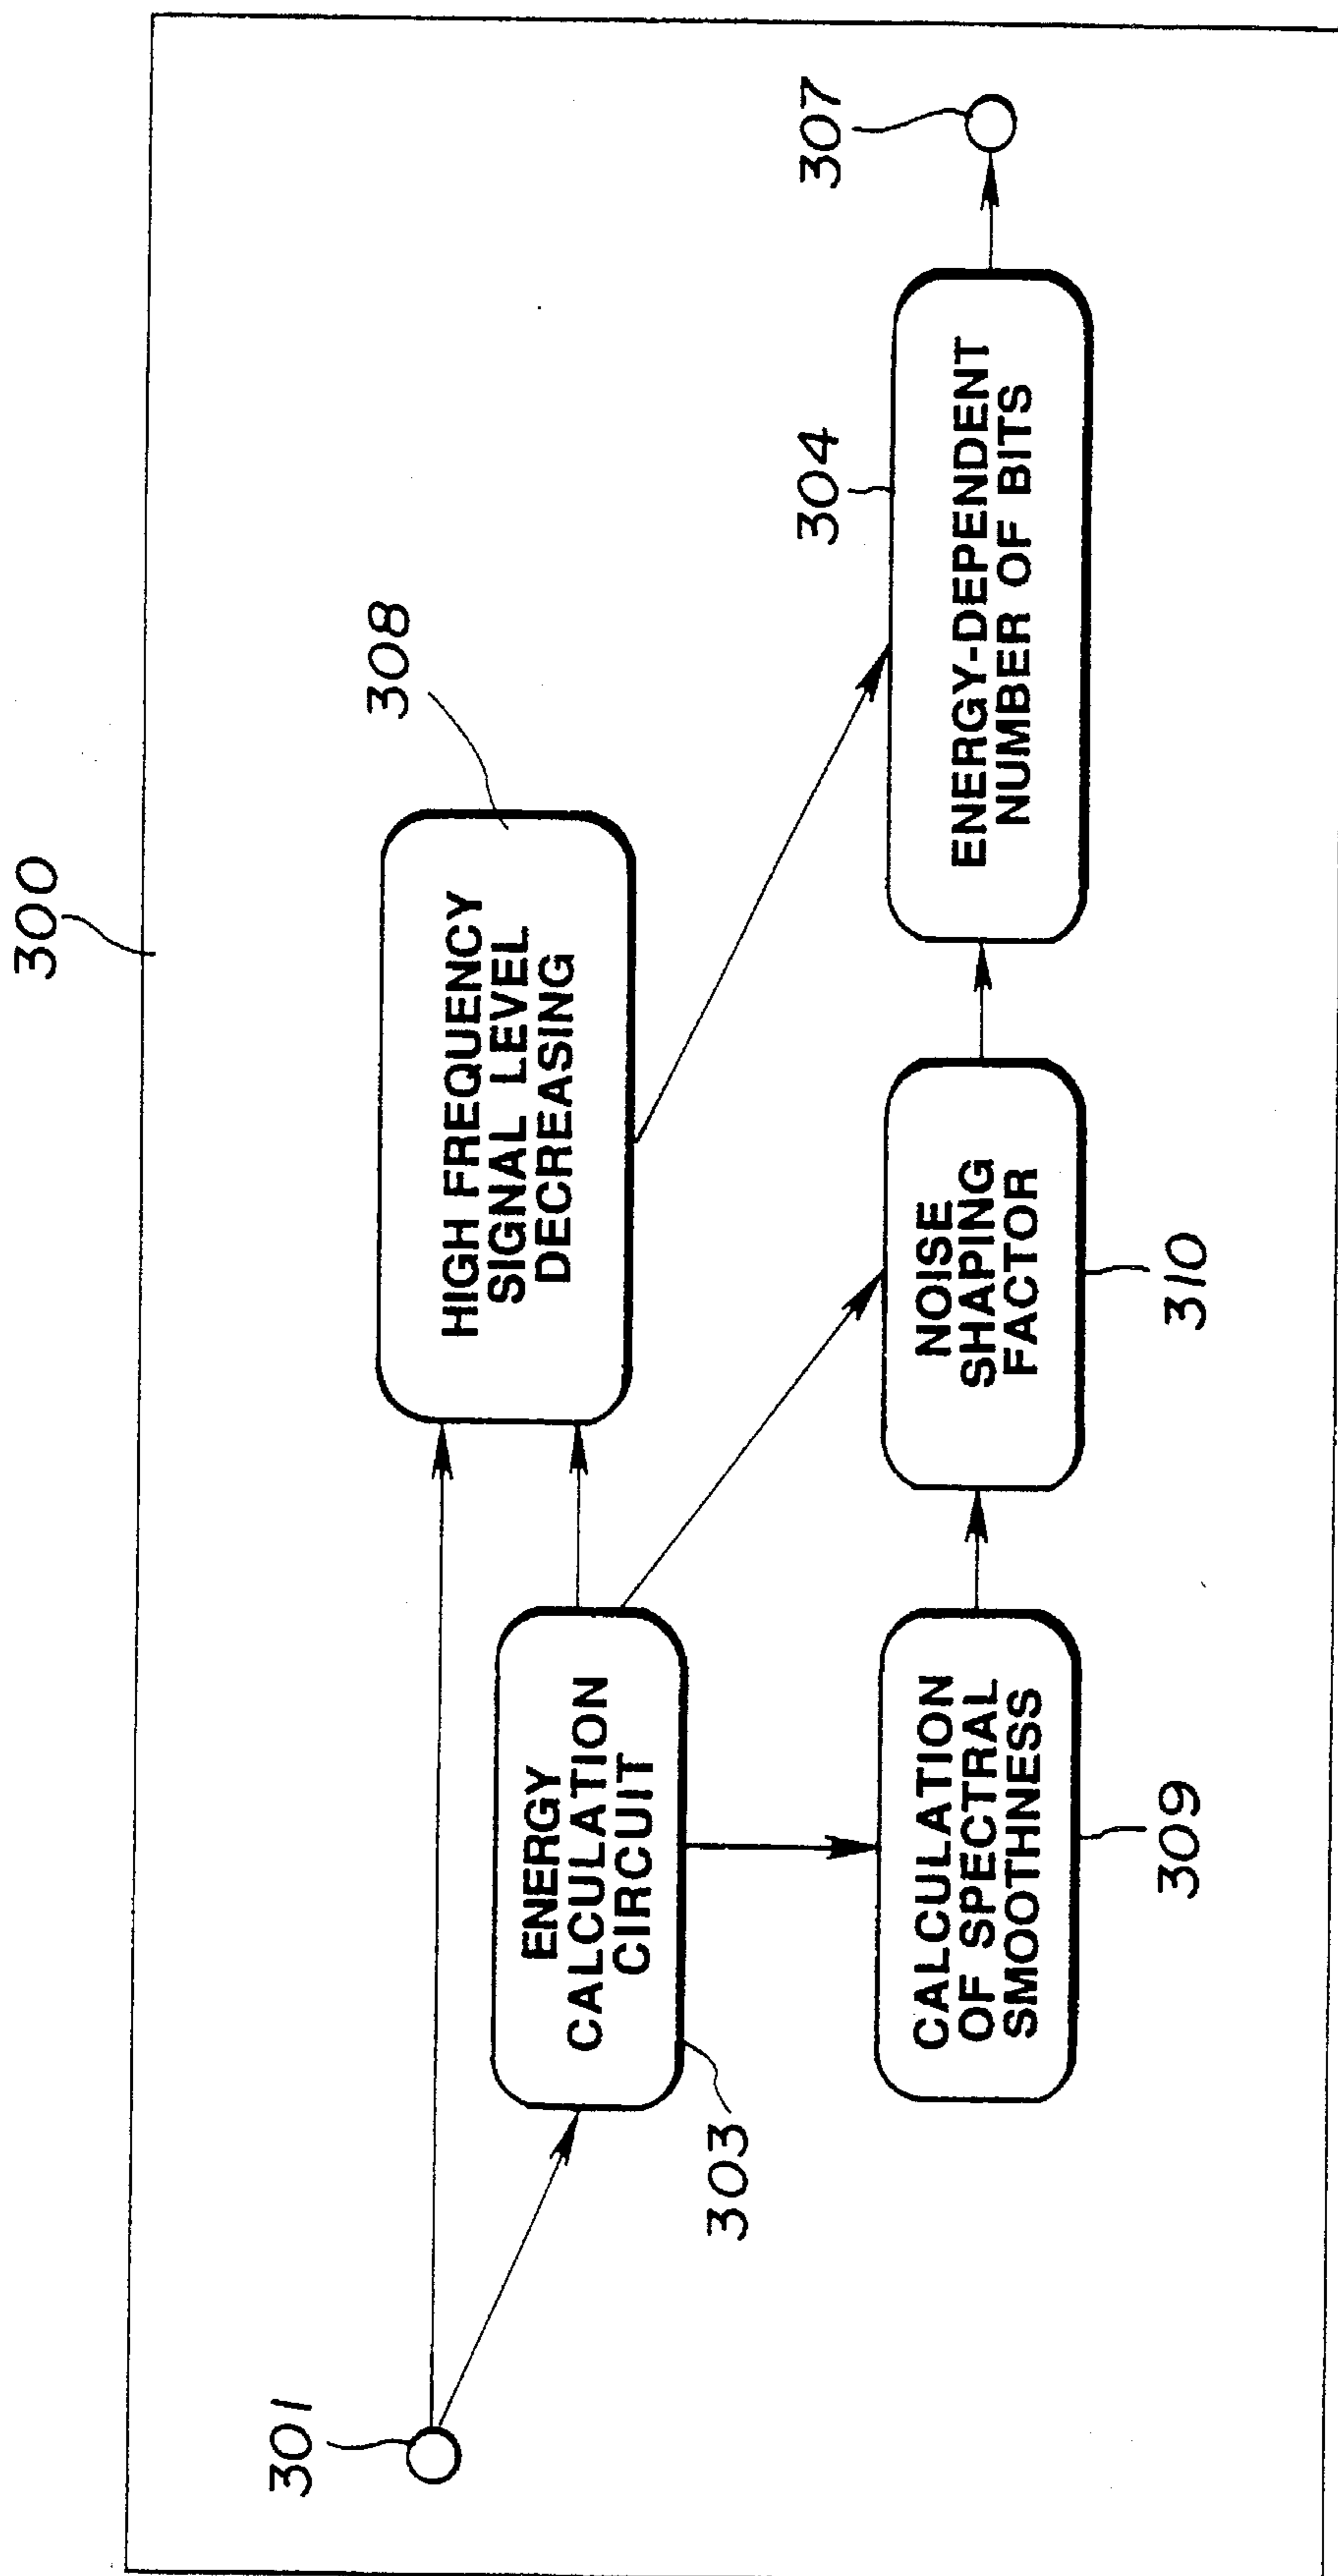 300
301
HIGH FREQUENCY
SIGNAL LEVEL
DECREASING
308
ENERGY
CALCULATION
CIRCUIT
303
CALCULATION
OF SPECTRAL
SMOOTHNESS
309
NOISE
SHAPING
FACTOR
310
ENERGY-DEPENDENT
NUMBER OF BITS
304
307